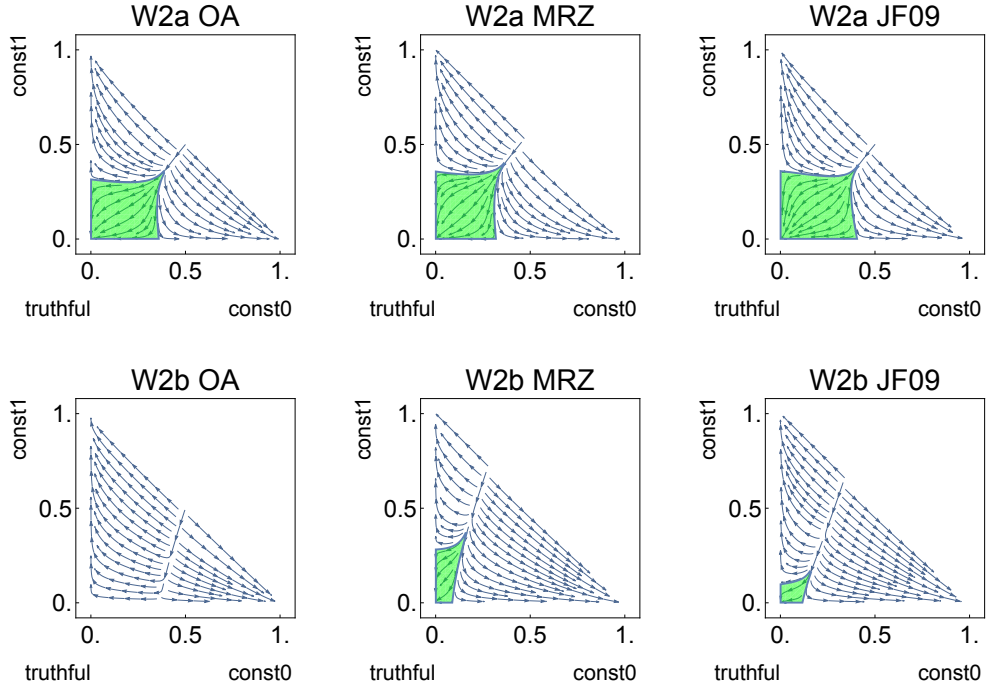 W2a OA W2a MRZ W2a JF09
const1 const1 const1
1. 1. 1.
0.5 0.5 0.5
0. 0. 0.
0. 0.5 1. 0. 0.5 1. 0. 0.5 1.
truthful const0 truthful const0 truthful const0
W2b OA W2b MRZ W2b JF09
const1 const1 const1
1. 1. 1.
0.5 0.5 0.5
0. 0. 0.
0. 0.5 1. 0. 0.5 1. 0. 0.5 1.
truthful const0 truthful const0 truthful const0